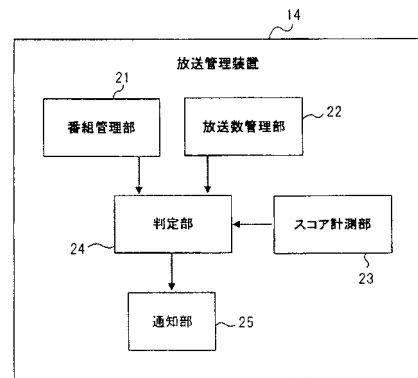 14
放送管理装置
21
番組管理部
放送数管理部
22
判定部
24
スコア計測部
23
通知部
25